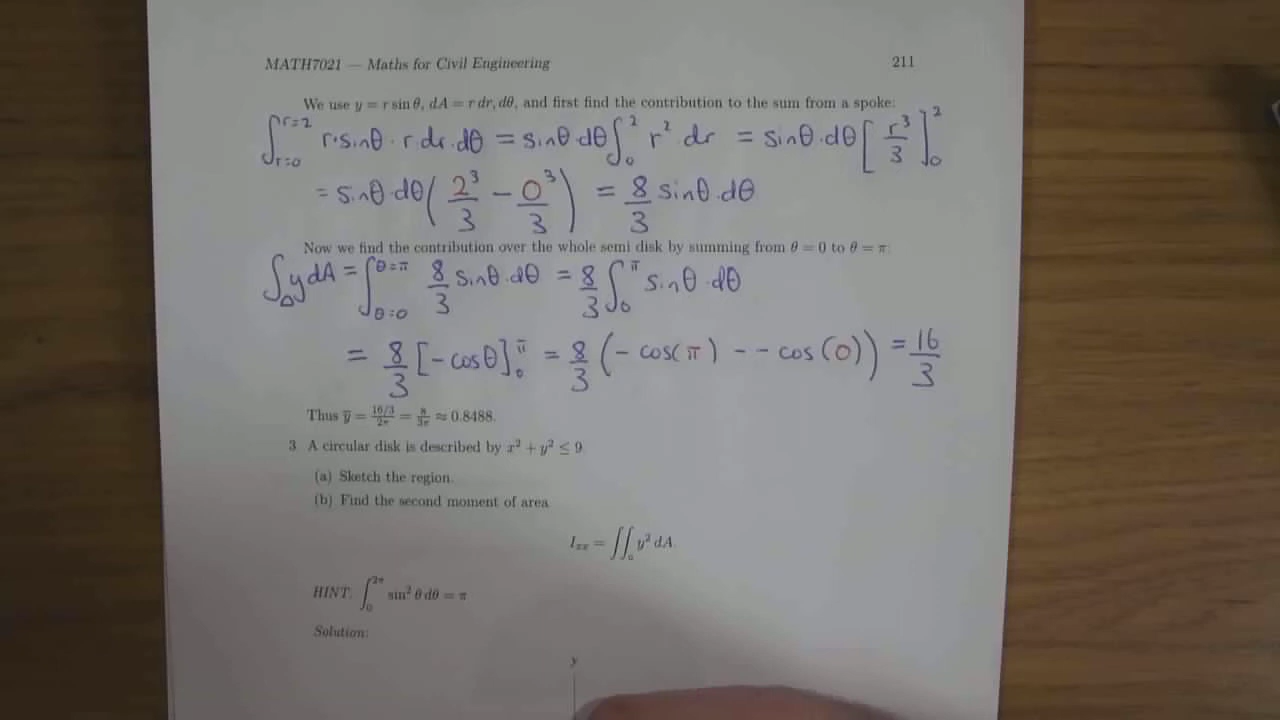 MATH7021 — Maths for Civil Engineering 211
We use y = r sin θ, dA = r dr, dθ, and first find the contribution to the sum from a spoke:
∫_{r=0}^{r=2} r·sinθ · r·dr·dθ = sinθ·dθ ∫_0^2 r² dr = sinθ·dθ [r³/3]_0^2
= sinθ·dθ (2³/3 − 0³/3) = 8/3 sinθ·dθ
Now we find the contribution over the whole semi disk by summing from θ = 0 to θ = π:
∫_D y dA = ∫_{θ=0}^{θ=π} 8/3 sinθ·dθ = 8/3 ∫_0^π sinθ·dθ
= 8/3 [−cosθ]_0^π = 8/3 (−cos(π) − −cos(0)) = 16/3
Thus ȳ = (16/3)/(2π) = 8/(3π) ≈ 0.8488.
3. A circular disk is described by x² + y² ≤ 9.
(a) Sketch the region.
(b) Find the second moment of area
I_{xx} = ∬_○ y² dA.
HINT: ∫_0^{2π} sin² θ dθ = π
Solution:
y